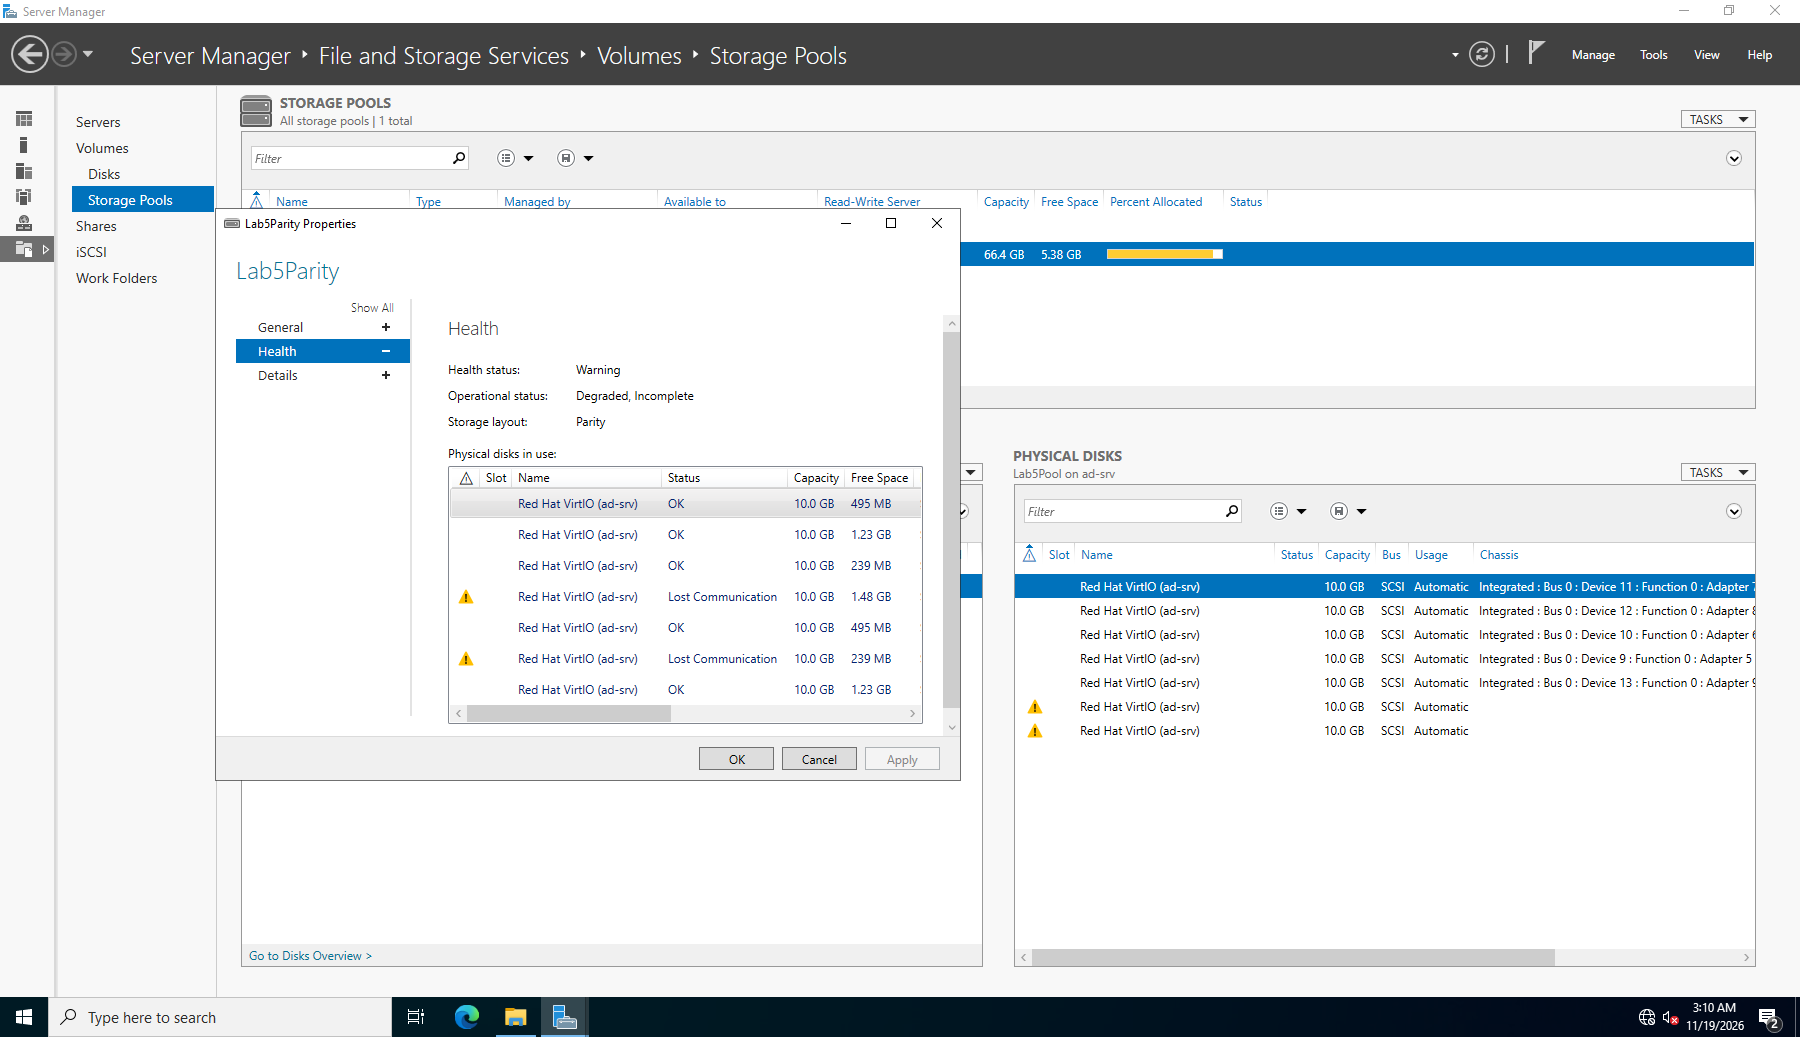 Server Manager
Server Manager ‣ File and Storage Services ‣ Volumes ‣ Storage Pools
Manage Tools View Help
Servers
Volumes
Disks
Storage Pools
Shares
iSCSI
Work Folders
STORAGE POOLS
All storage pools | 1 total
TASKS
Filter
Name Type Managed by Available to Read-Write Server Capacity Free Space Percent Allocated Status
66.4 GB 5.38 GB
Lab5Parity Properties
Lab5Parity
Show All
General +
Health −
Details +
Health
Health status: Warning
Operational status: Degraded, Incomplete
Storage layout: Parity
Physical disks in use:
Slot Name Status Capacity Free Space
Red Hat VirtIO (ad-srv) OK 10.0 GB 495 MB
Red Hat VirtIO (ad-srv) OK 10.0 GB 1.23 GB
Red Hat VirtIO (ad-srv) OK 10.0 GB 239 MB
Red Hat VirtIO (ad-srv) Lost Communication 10.0 GB 1.48 GB
Red Hat VirtIO (ad-srv) OK 10.0 GB 495 MB
Red Hat VirtIO (ad-srv) Lost Communication 10.0 GB 239 MB
Red Hat VirtIO (ad-srv) OK 10.0 GB 1.23 GB
OK Cancel Apply
Go to Disks Overview >
PHYSICAL DISKS
Lab5Pool on ad-srv
TASKS
Filter
Slot Name Status Capacity Bus Usage Chassis
Red Hat VirtIO (ad-srv) 10.0 GB SCSI Automatic Integrated : Bus 0 : Device 11 : Function 0 : Adapter 7
Red Hat VirtIO (ad-srv) 10.0 GB SCSI Automatic Integrated : Bus 0 : Device 12 : Function 0 : Adapter 8
Red Hat VirtIO (ad-srv) 10.0 GB SCSI Automatic Integrated : Bus 0 : Device 10 : Function 0 : Adapter 6
Red Hat VirtIO (ad-srv) 10.0 GB SCSI Automatic Integrated : Bus 0 : Device 9 : Function 0 : Adapter 5
Red Hat VirtIO (ad-srv) 10.0 GB SCSI Automatic Integrated : Bus 0 : Device 13 : Function 0 : Adapter 9
Red Hat VirtIO (ad-srv) 10.0 GB SCSI Automatic
Red Hat VirtIO (ad-srv) 10.0 GB SCSI Automatic
Type here to search
3:10 AM
11/19/2026
2